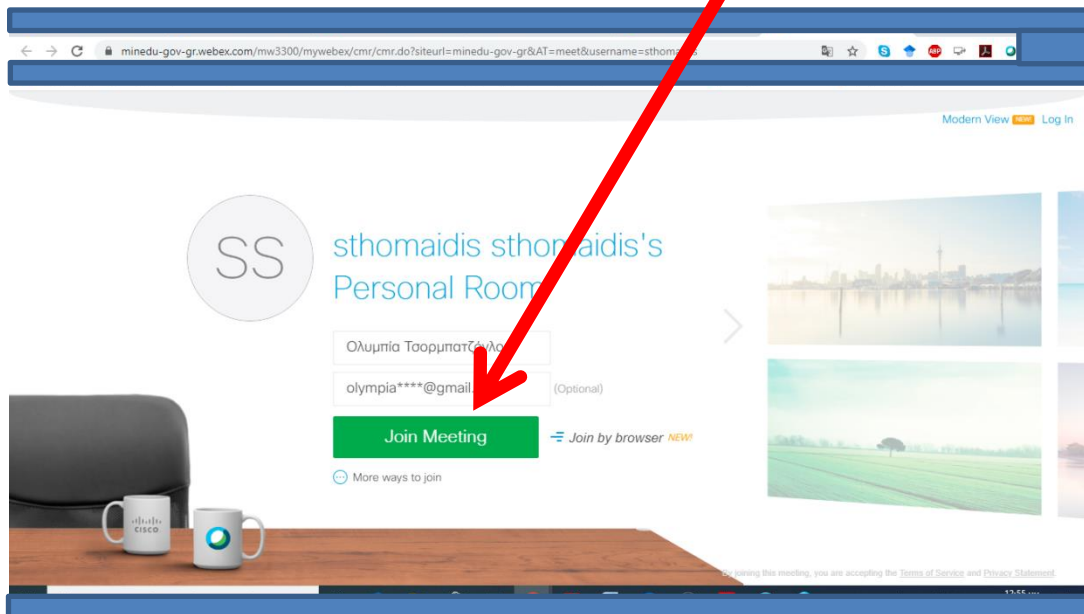 minedu-gov-gr.webex.com/mw3300/mywebex/cmr/cmr.do?siteurl=minedu-gov-gr&AT=meet&username=sthoma
ABP
Modern View NEW! Log In
SS
sthomaidis sthomaidis's
Personal Room
Ολυμπία Τσορμπατζόγλο
olympia****@gmail.
(Optional)
Join Meeting
Join by browser NEW!
More ways to join
CISCO
By joining this meeting, you are accepting the Terms of Service and Privacy Statement.